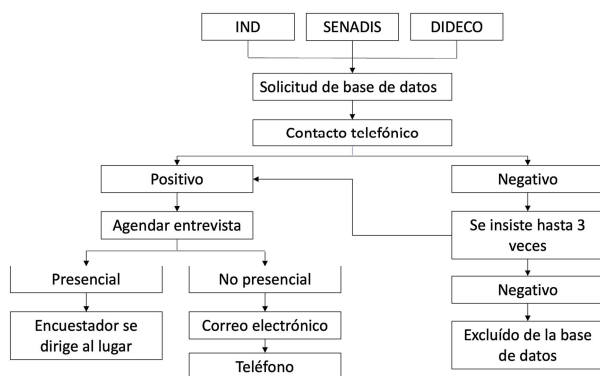 IND
SENADIS
DIDECO
Solicitud de base de datos
Contacto telefónico
Positivo
Negativo
Agendar entrevista
Se insiste hasta 3
veces
Presencial
No presencial
Negativo
Encuestador se
dirige al lugar
Correo electrónico
Excluído de la base
de datos
Teléfono